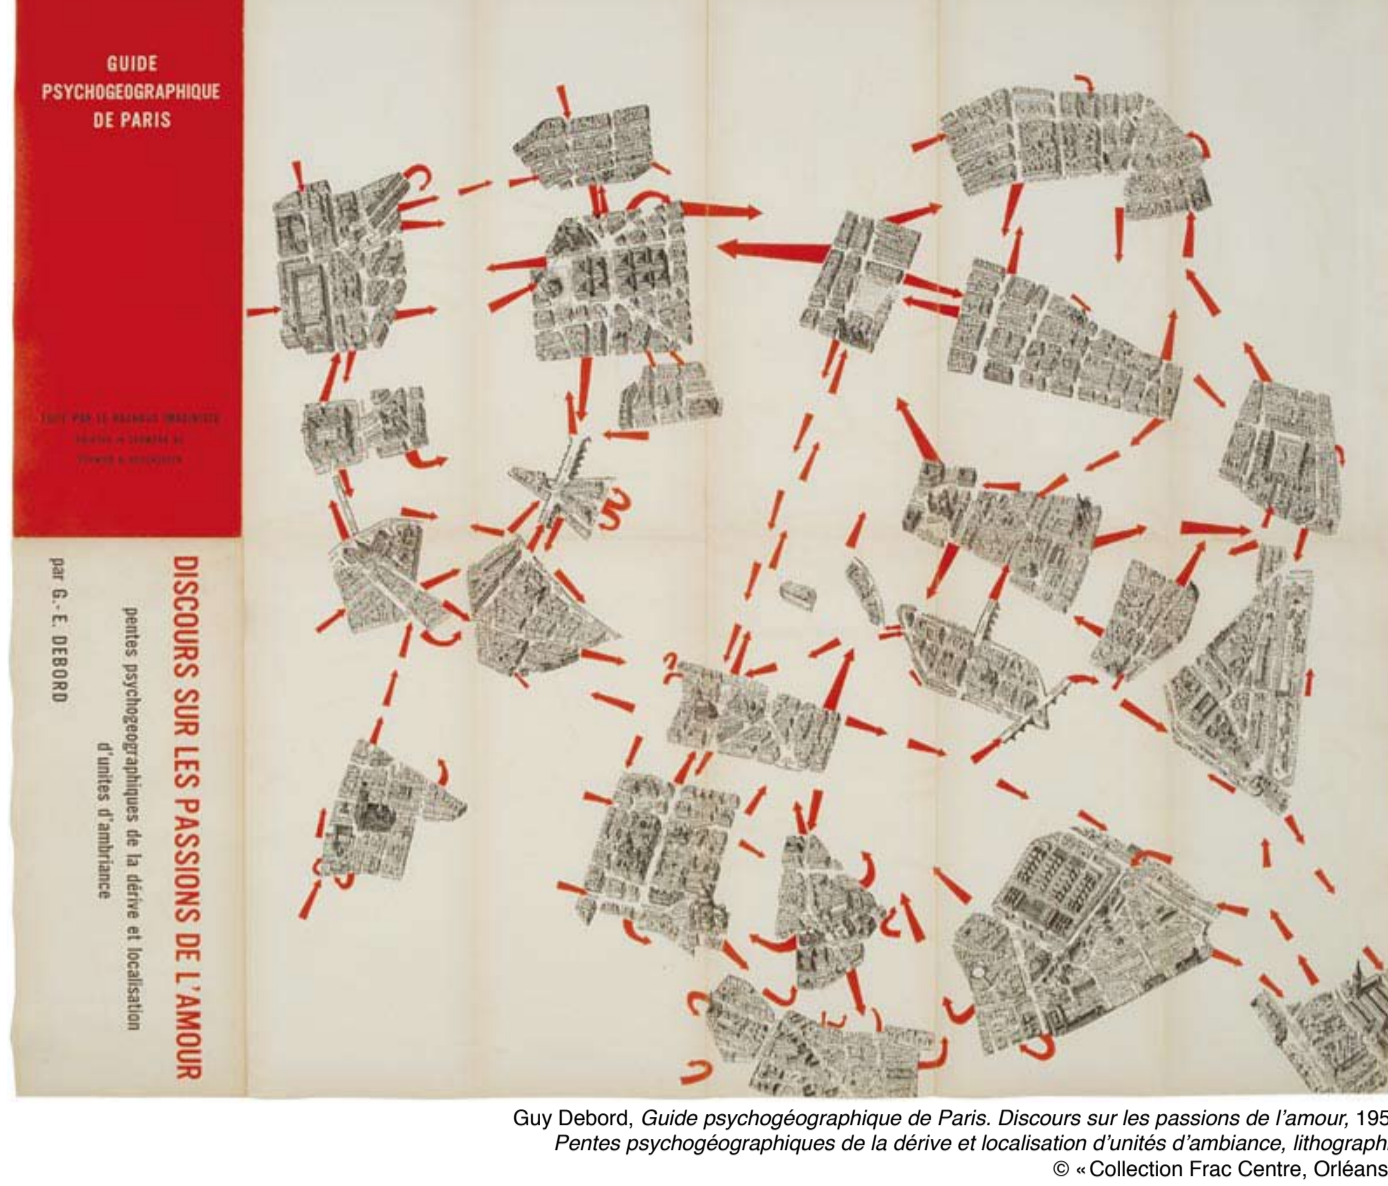 GUIDE
PSYCHOGEOGRAPHIQUE
DE PARIS
DISCOURS SUR LES PASSIONS DE L'AMOUR
pentes psychogeographiques de la dérive et localisation
d'unités d'ambriance
par G.-E. DEBORD
Guy Debord, Guide psychogéographique de Paris. Discours sur les passions de l'amour, 195
Pentes psychogéographiques de la dérive et localisation d'unités d'ambiance, lithograph
© « Collection Frac Centre, Orléans